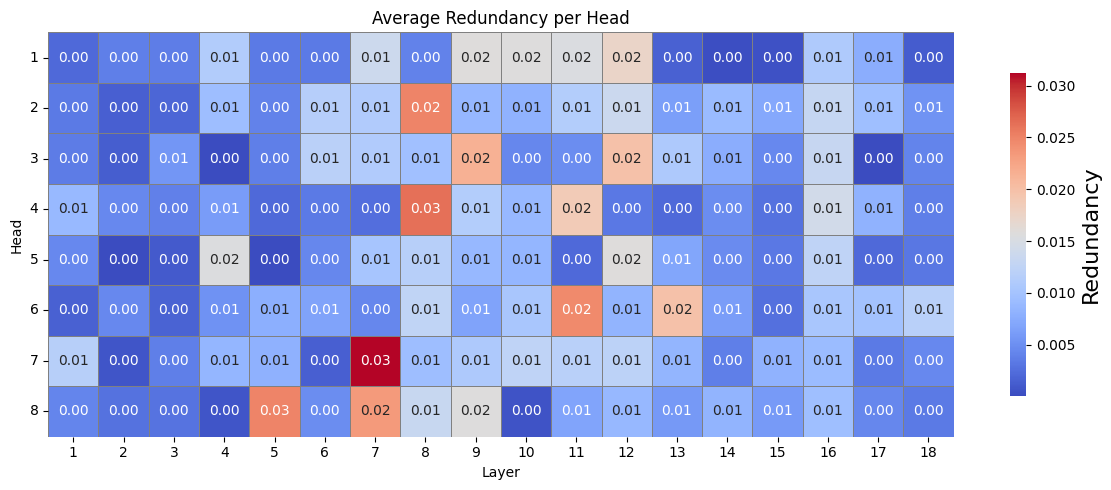 Average Redundancy per Head
1 0.00 0.00 0.00 0.01 0.00 0.00 0.01 0.00 0.02 0.02 0.02 0.02 0.00 0.00 0.00 0.01 0.01 0.00
2 0.00 0.00 0.00 0.01 0.00 0.01 0.01 0.02 0.01 0.01 0.01 0.01 0.01 0.01 0.01 0.01 0.01 0.01
3 0.00 0.00 0.01 0.00 0.00 0.01 0.01 0.01 0.02 0.00 0.00 0.02 0.01 0.01 0.00 0.01 0.00 0.00
4 0.01 0.00 0.00 0.01 0.00 0.00 0.00 0.03 0.01 0.01 0.02 0.00 0.00 0.00 0.00 0.01 0.01 0.00
5 0.00 0.00 0.00 0.02 0.00 0.00 0.01 0.01 0.01 0.01 0.00 0.02 0.01 0.00 0.00 0.01 0.00 0.00
6 0.00 0.00 0.00 0.01 0.01 0.01 0.00 0.01 0.01 0.01 0.02 0.01 0.02 0.01 0.00 0.01 0.01 0.01
7 0.01 0.00 0.00 0.01 0.01 0.00 0.03 0.01 0.01 0.01 0.01 0.01 0.01 0.00 0.01 0.01 0.00 0.00
8 0.00 0.00 0.00 0.00 0.03 0.00 0.02 0.01 0.02 0.00 0.01 0.01 0.01 0.01 0.01 0.01 0.00 0.00
Head
1 2 3 4 5 6 7 8 9 10 11 12 13 14 15 16 17 18
Layer
0.030
0.025
0.020
0.015
0.010
0.005
Redundancy